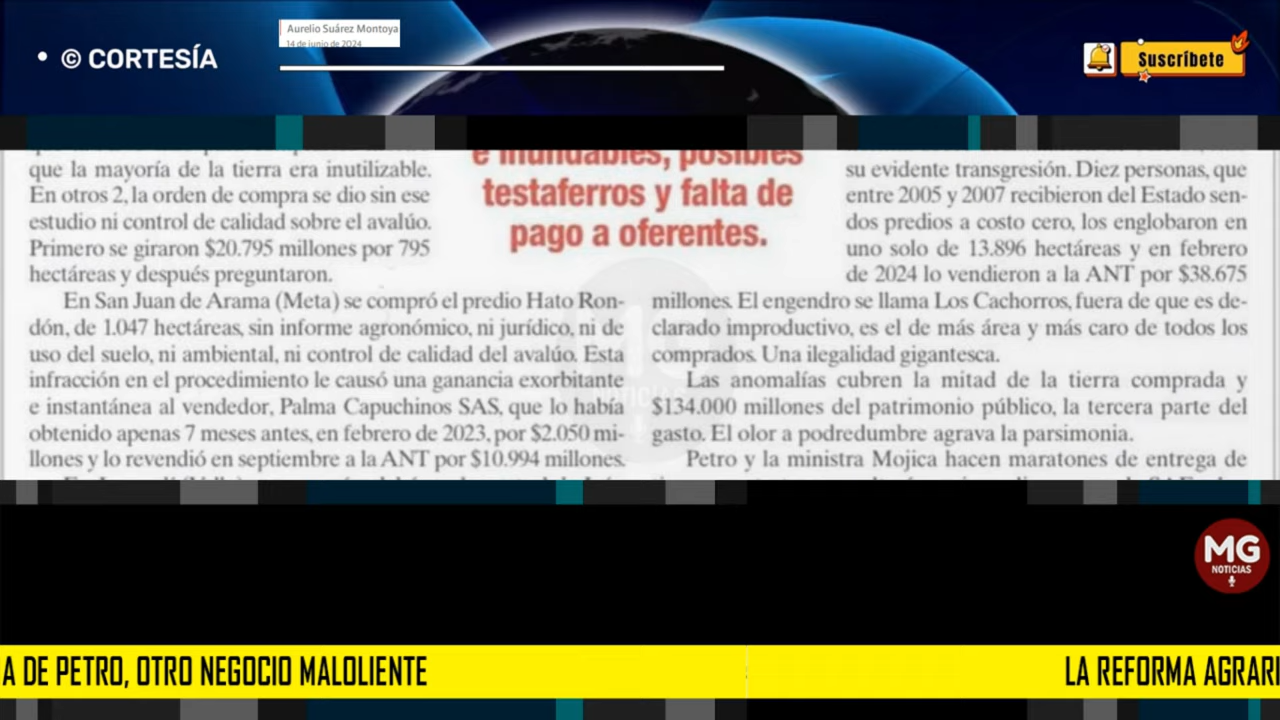 • © CORTESÍA
Aurelio Suárez Montoya
14 de junio de 2024
Suscríbete
que la mayoría de la tierra era inutilizable.
En otros 2, la orden de compra se dio sin ese
estudio ni control de calidad sobre el avalúo.
Primero se giraron $20.795 millones por 795
hectáreas y después preguntaron.
En San Juan de Arama (Meta) se compró el predio Hato Ron-
dón, de 1.047 hectáreas, sin informe agronómico, ni jurídico, ni de
uso del suelo, ni ambiental, ni control de calidad del avalúo. Esta
infracción en el procedimiento le causó una ganancia exorbitante
e instantánea al vendedor, Palma Capuchinos SAS, que lo había
obtenido apenas 7 meses antes, en febrero de 2023, por $2.050 mi-
llones y lo revendió en septiembre a la ANT por $10.994 millones.
e inundables, posibles
testaferros y falta de
pago a oferentes.
su evidente transgresión. Diez personas, que
entre 2005 y 2007 recibieron del Estado sen-
dos predios a costo cero, los englobaron en
uno solo de 13.896 hectáreas y en febrero
de 2024 lo vendieron a la ANT por $38.675
millones. El engendro se llama Los Cachorros, fuera de que es de-
clarado improductivo, es el de más área y más caro de todos los
comprados. Una ilegalidad gigantesca.
Las anomalías cubren la mitad de la tierra comprada y
$134.000 millones del patrimonio público, la tercera parte del
gasto. El olor a podredumbre agrava la parsimonia.
Petro y la ministra Mojica hacen maratones de entrega de
MG
NOTICIAS
A DE PETRO, OTRO NEGOCIO MALOLIENTE
LA REFORMA AGRARI